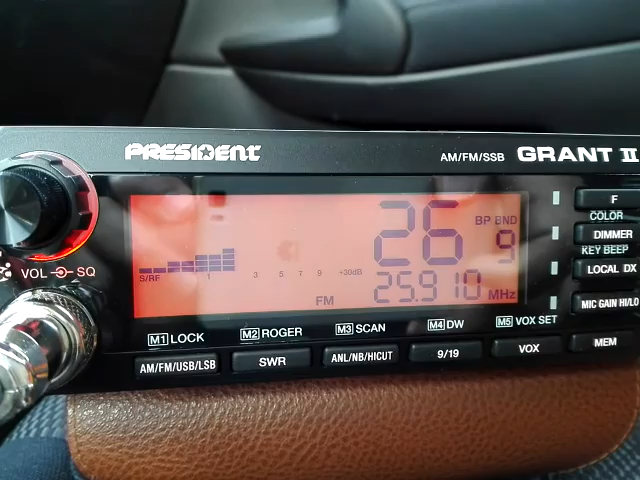 PRESIDENT
AM/FM/SSB GRANT II
26 BP BND 9
S/RF 1 3 5 7 9 +30dB
FM 25.910 MHz
VOL SQ
F
COLOR
DIMMER
KEY BEEP
LOCAL DX
MIC GAIN HI/LO
M1 LOCK M2 ROGER M3 SCAN M4 DW M5 VOX SET
AM/FM/USB/LSB SWR ANL/NB/HICUT 9/19 VOX MEM